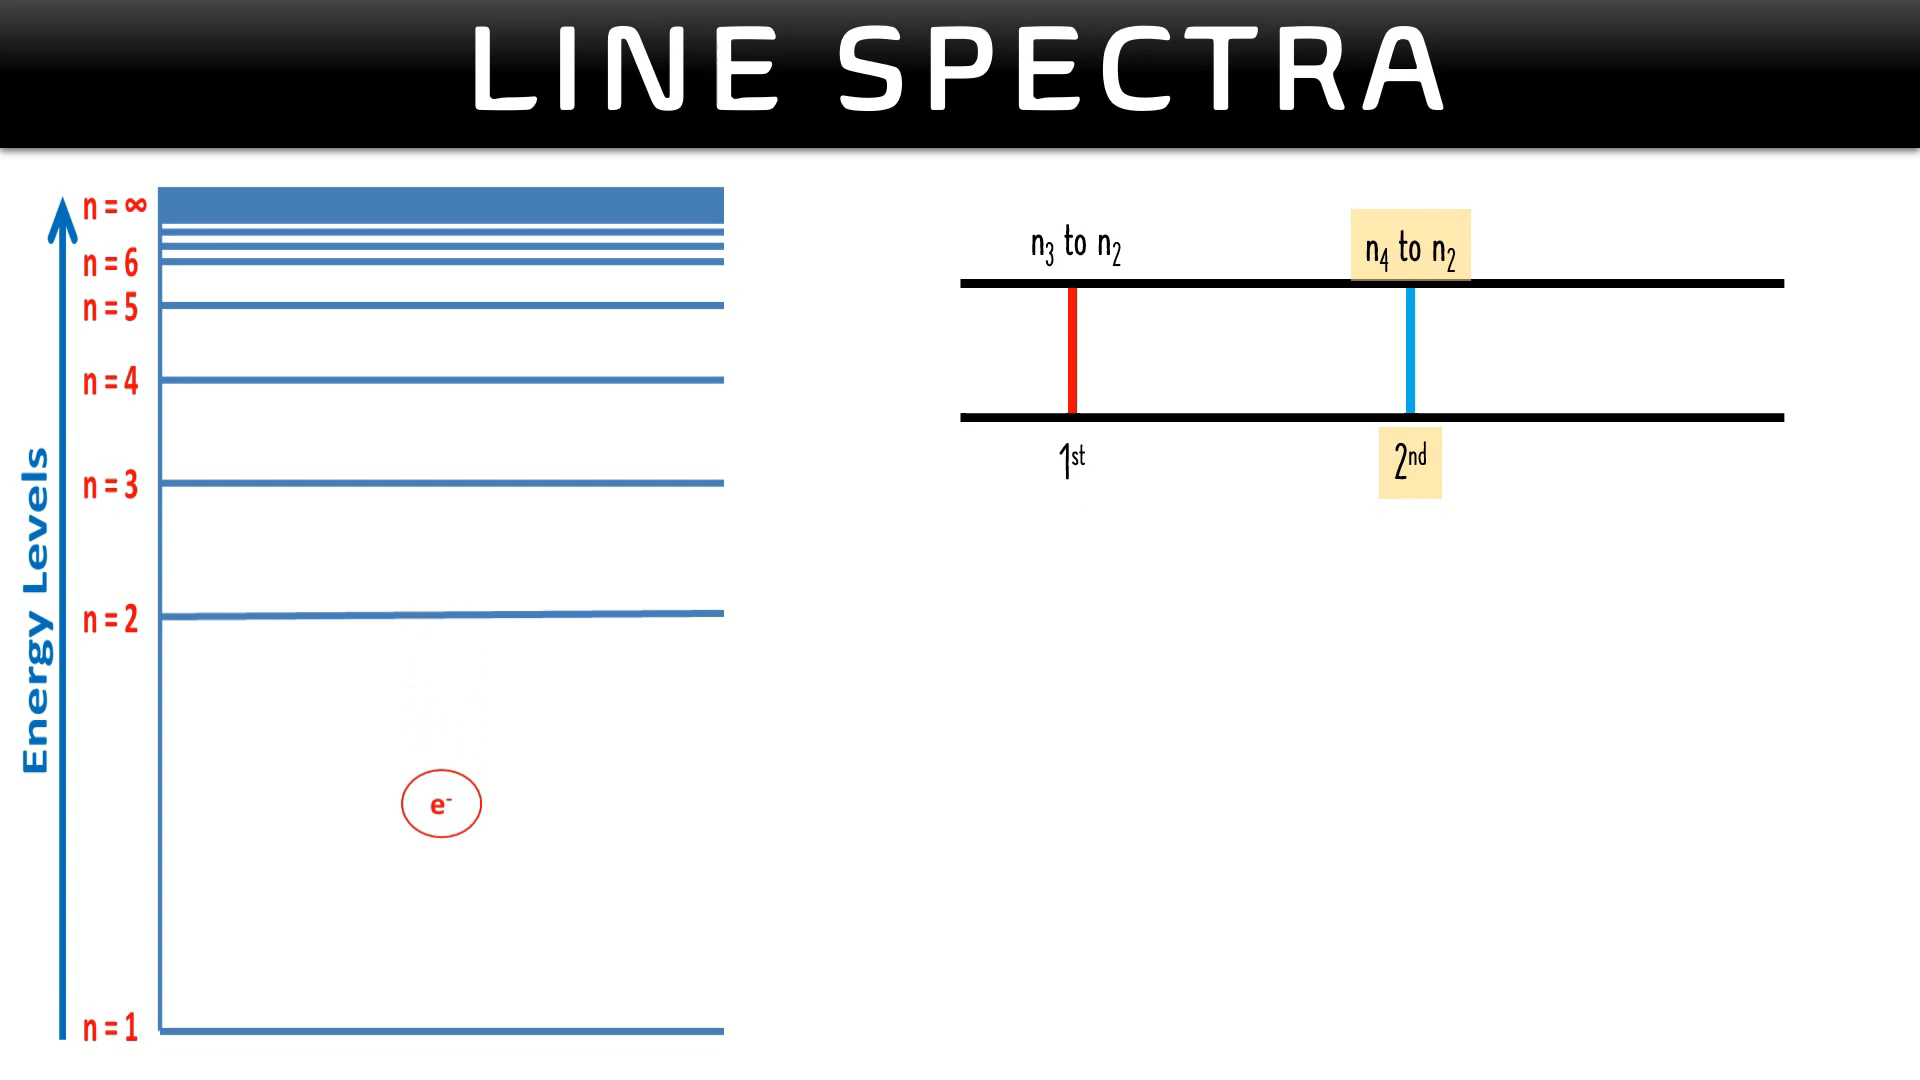 LINE SPECTRA
n = ∞
n = 6
n = 5
n = 4
n = 3
n = 2
n = 1
Energy Levels
e⁻
n₃ to n₂
n₄ to n₂
1ˢᵗ
2ⁿᵈ